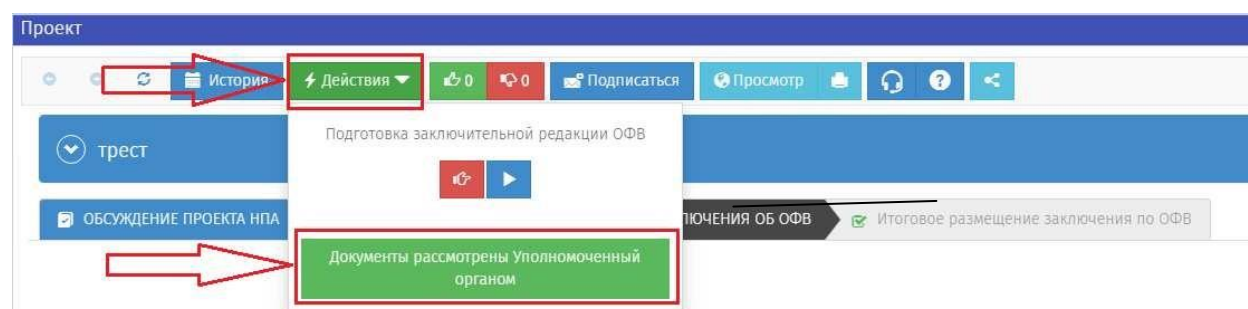 Проект
История Действия 0 0 Подписаться Просмотр
Подготовка заключительной редакции ОФВ
трест
ОБСУЖДЕНИЕ ПРОЕКТА НПА ЛЮЧЕНИЯ ОБ ОФВ Итоговое размещение заключения по ОФВ
Документы рассмотрены Уполномоченный
органом